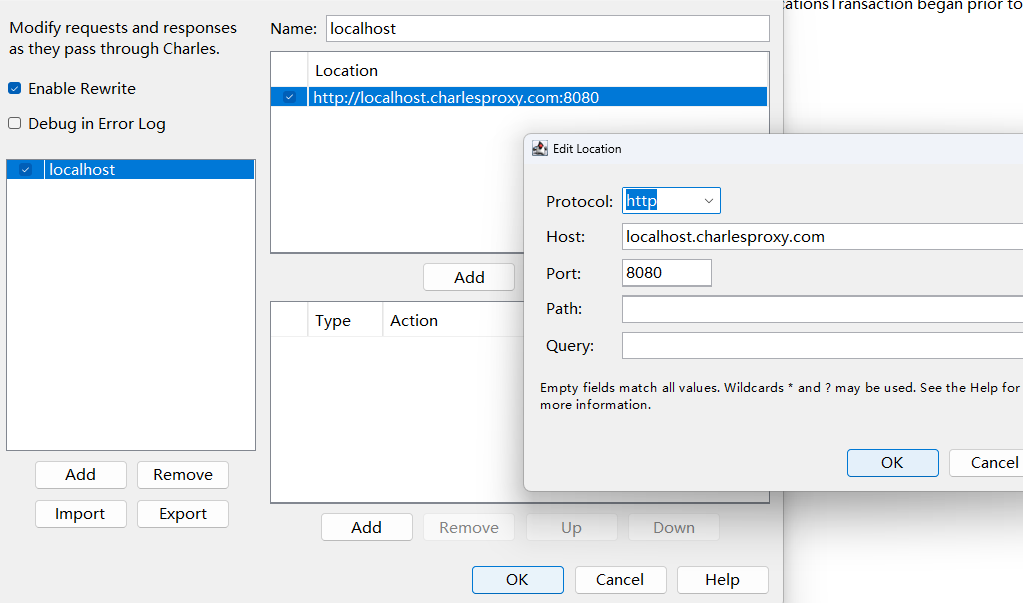 cationsTransaction began prior to
Modify requests and responses
as they pass through Charles.
Enable Rewrite
Debug in Error Log
localhost
Add
Remove
Import
Export
Name:
localhost
Location
http://localhost.charlesproxy.com:8080
Add
Type
Action
Add
Remove
Up
Down
OK
Cancel
Help
Edit Location
Protocol:
http
Host:
localhost.charlesproxy.com
Port:
8080
Path:
Query:
Empty fields match all values. Wildcards * and ? may be used. See the Help for
more information.
OK
Cancel